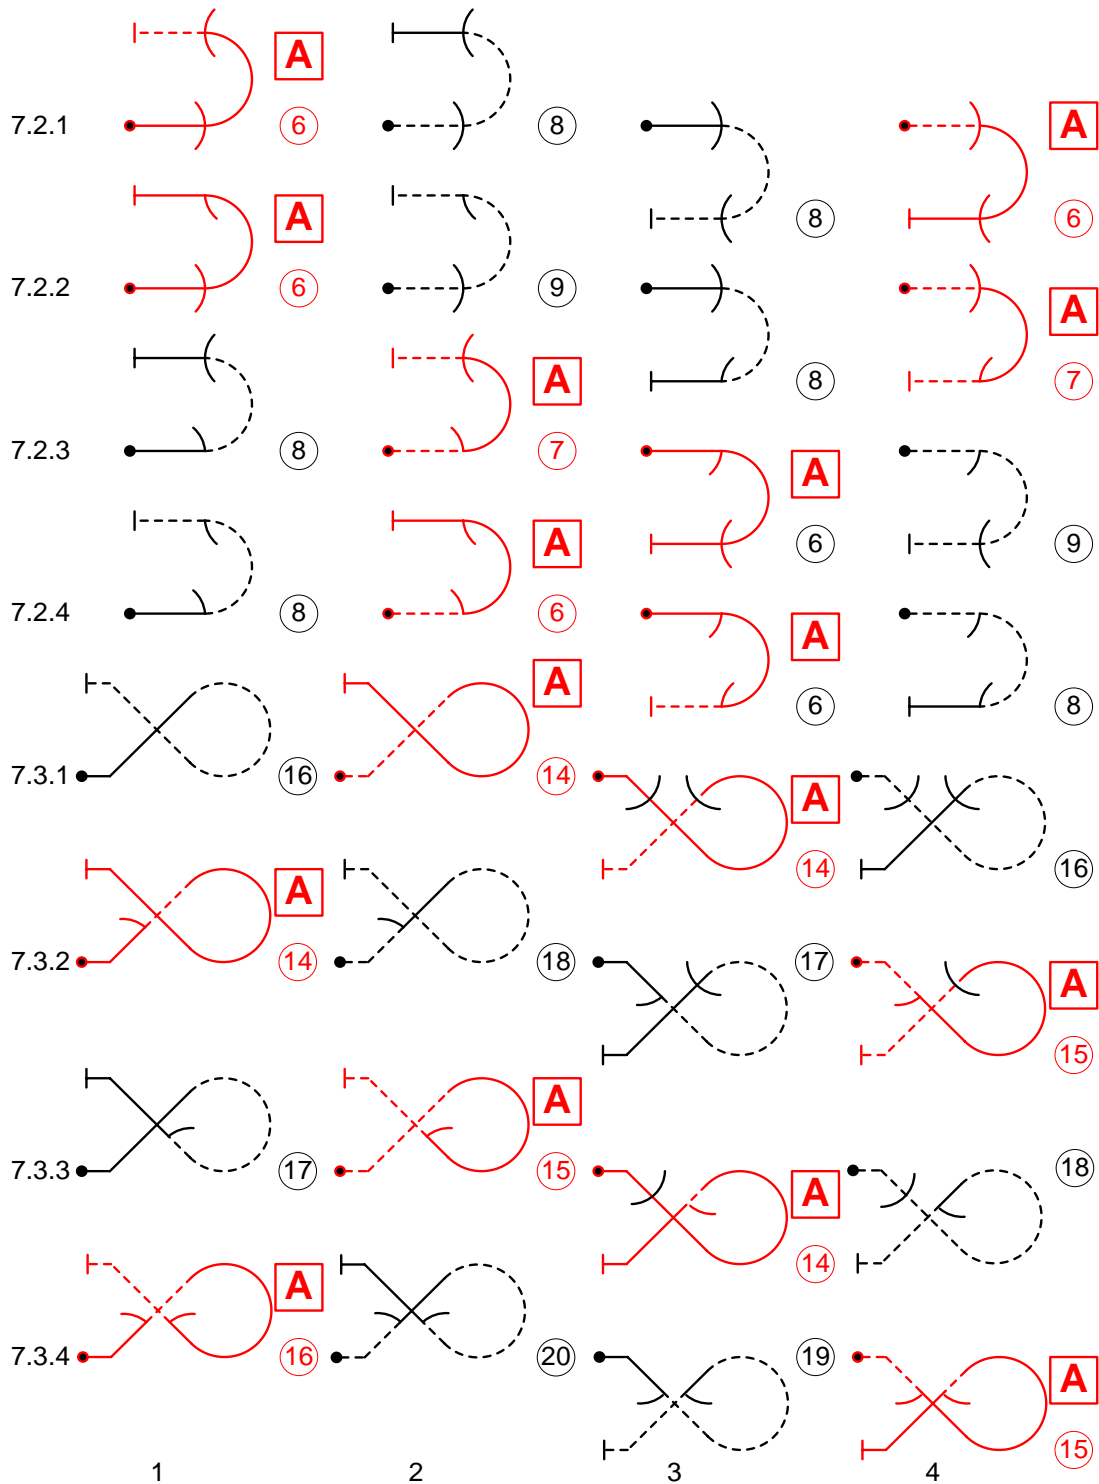 A A
7.2.1 6 8
A 8 6
7.2.2 6 9 A
A 8 7
7.2.3 8 7 A
A 6 9
7.2.4 8 6 A
A 6 8
7.3.1 16 14 A
A 14 16
7.3.2 14 18 17 A
15
A 18
7.3.3 17 15 A
A 14
7.3.4 16 20 19 A
15
1 2 3 4